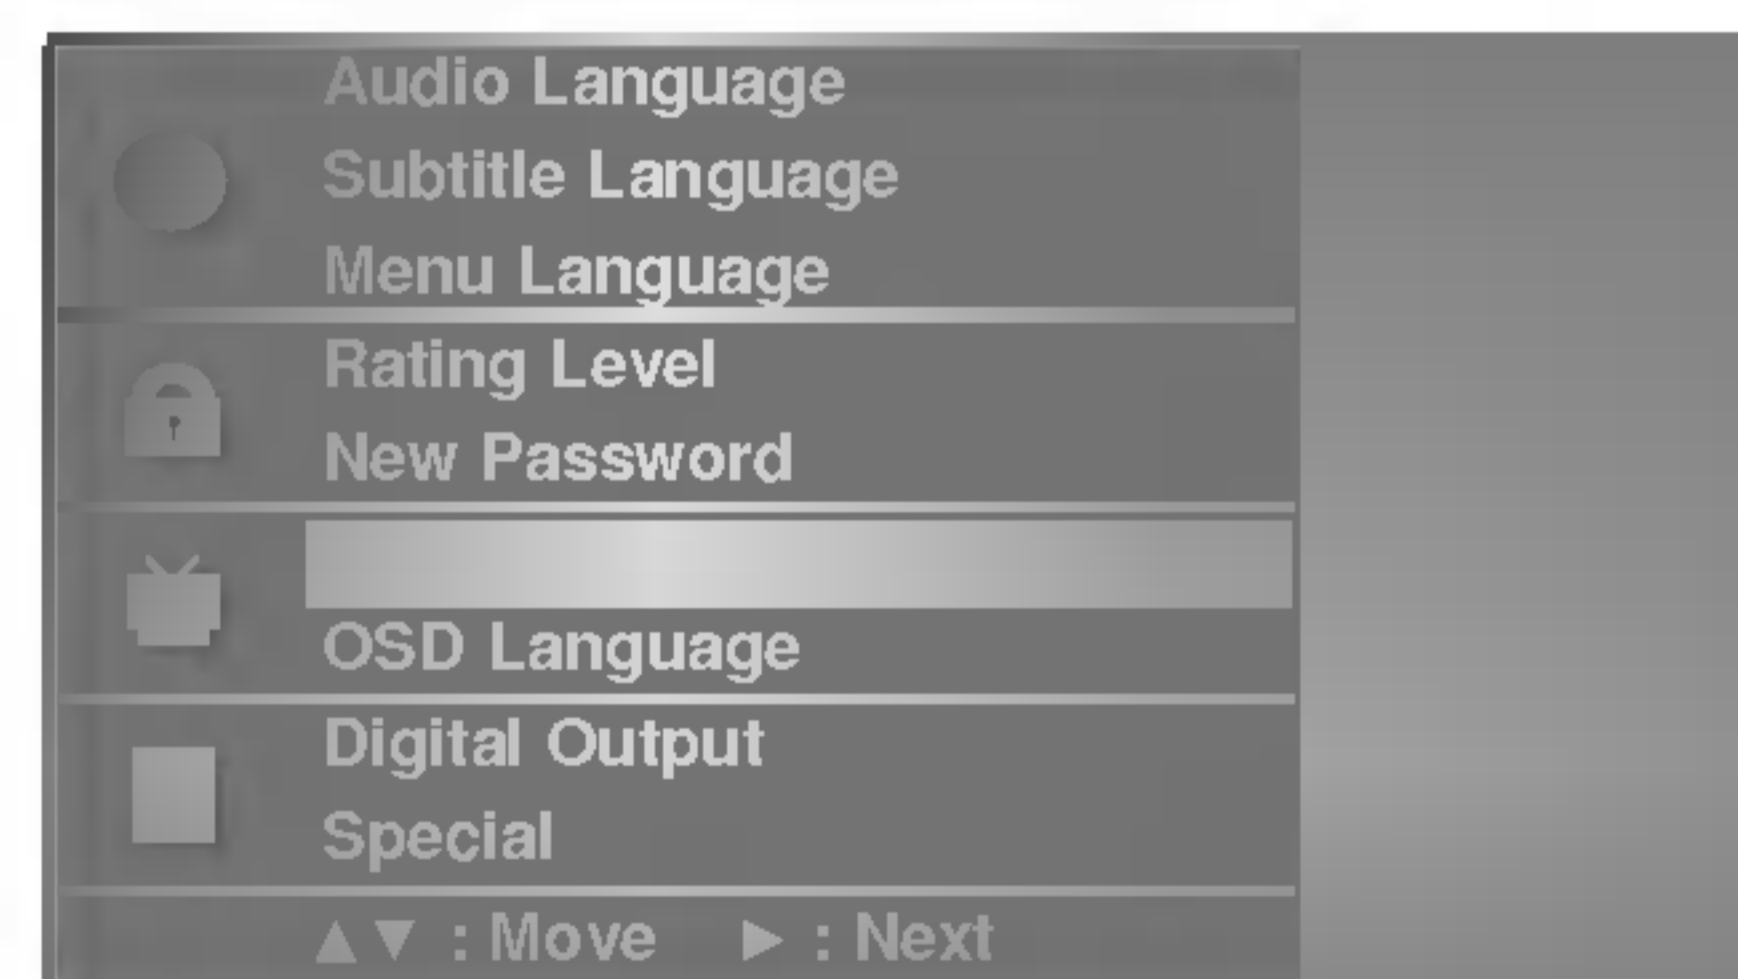 Audio Language
Subtitle Language
Menu Language
Rating Level
New Password
OSD Language
Digital Output
Special
▲▼ : Move ► : Next